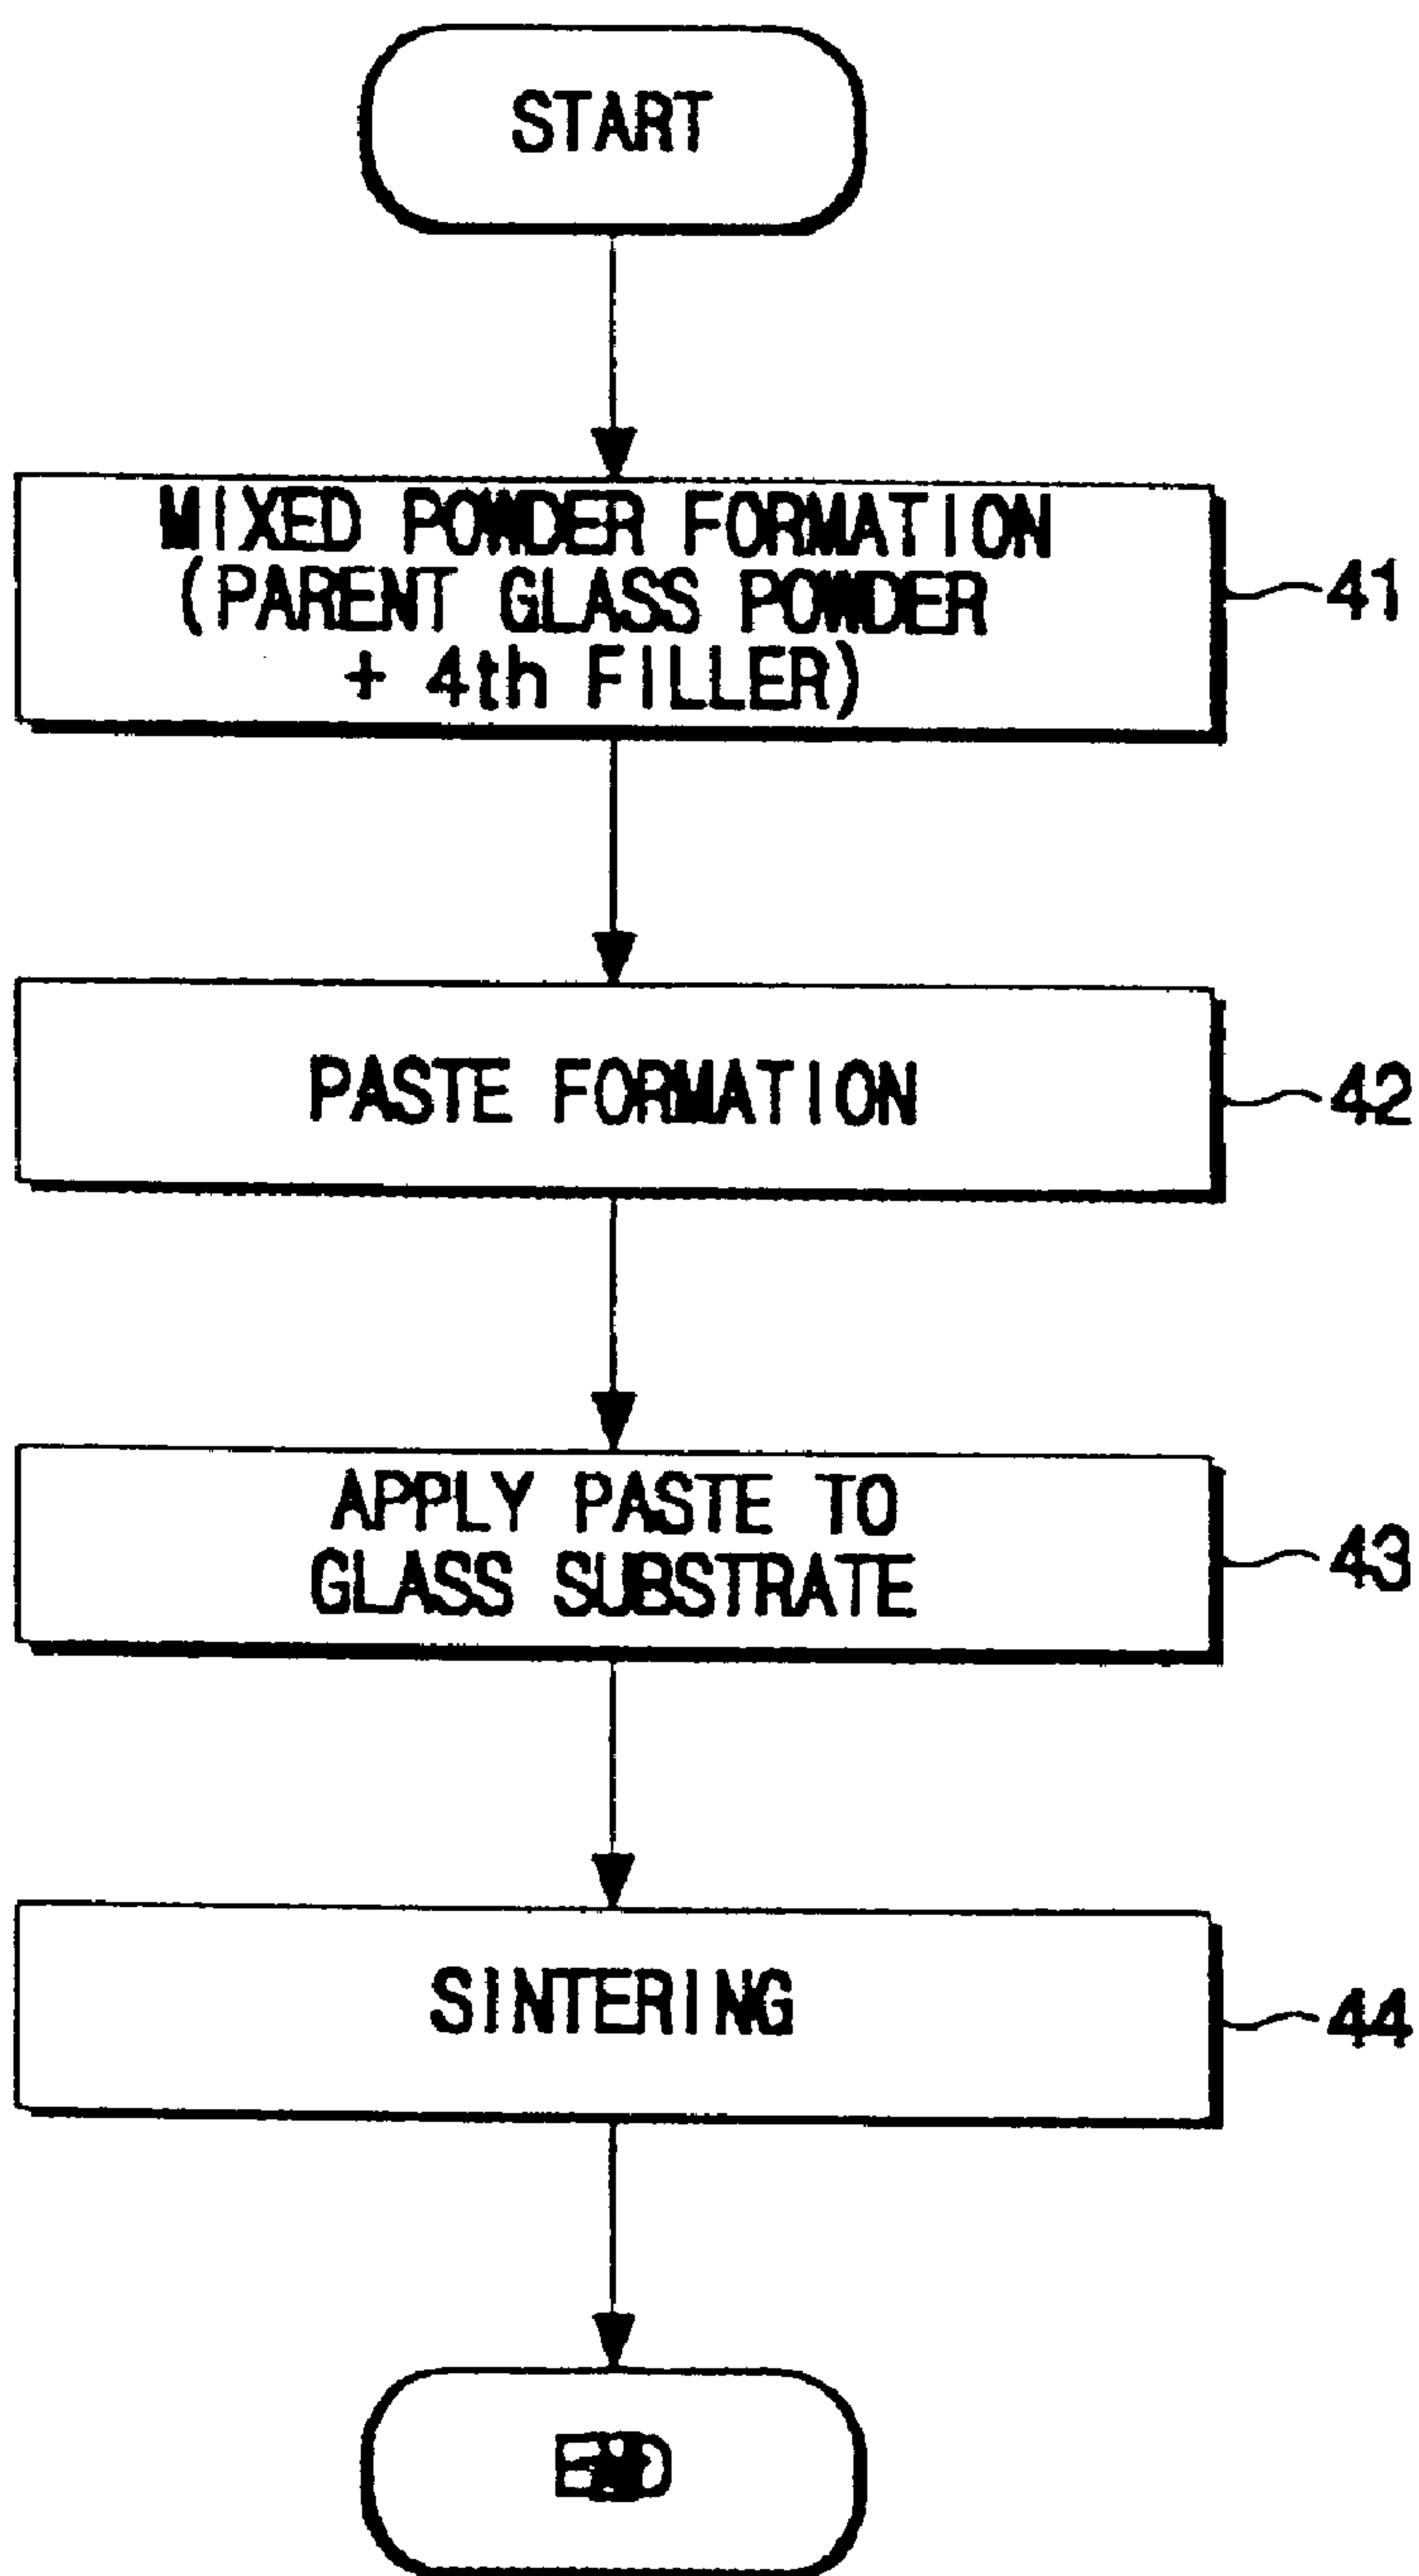 START
MIXED POWDER FORMATION
(PARENT GLASS POWDER
+ 4th FILLER)
41
PASTE FORMATION
42
APPLY PASTE TO
GLASS SUBSTRATE
43
SINTERING
44
END